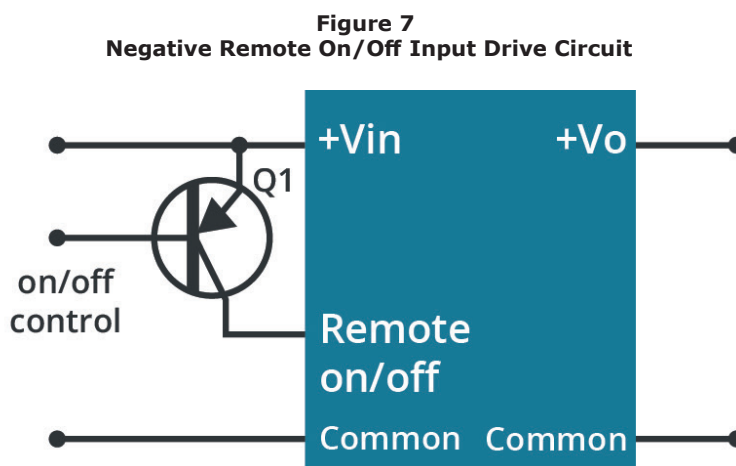 Figure 7
Negative Remote On/Off Input Drive Circuit
+Vin
+Vo
Q1
on/off
control
Remote
on/off
Common
Common